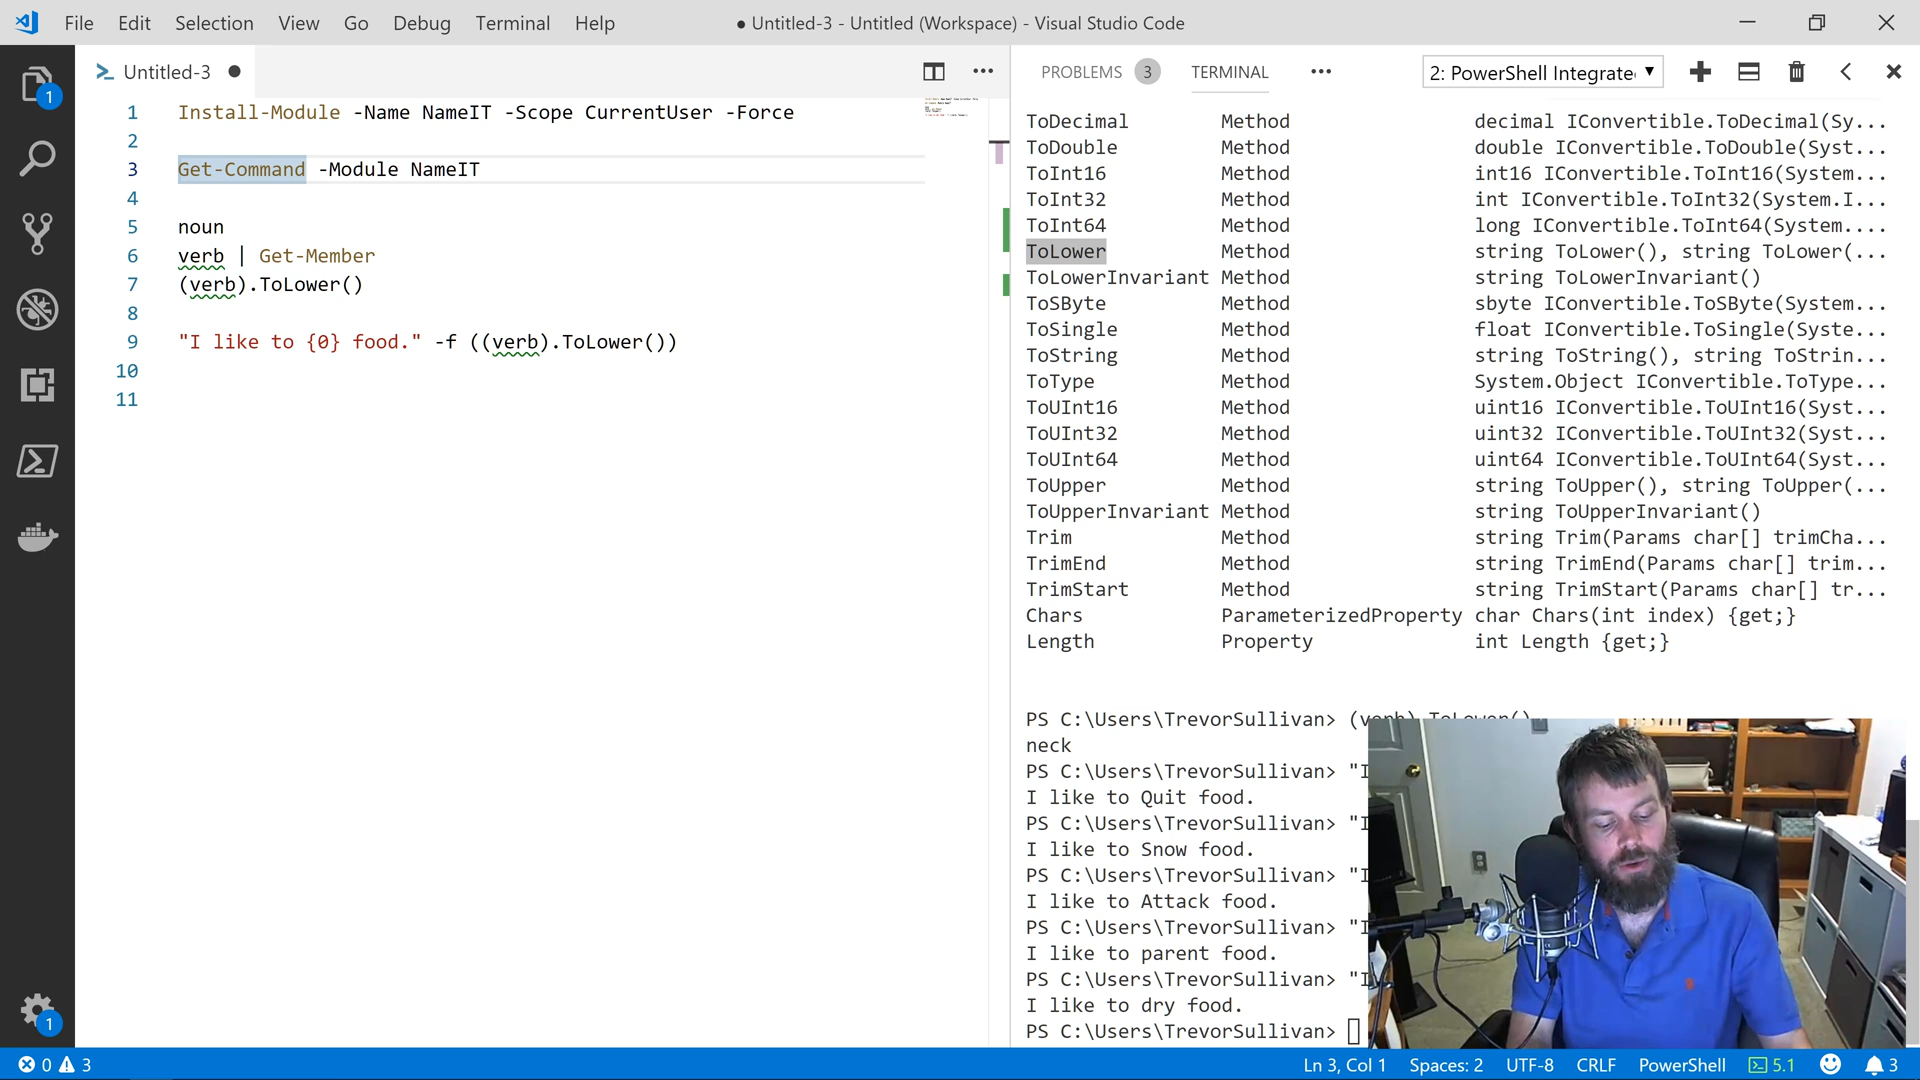 File Edit Selection View Go Debug Terminal Help
● Untitled-3 - Untitled (Workspace) - Visual Studio Code
Untitled-3
1 Install-Module -Name NameIT -Scope CurrentUser -Force
2
3 Get-Command -Module NameIT
4
5 noun
6 verb | Get-Member
7 (verb).ToLower()
8
9 "I like to {0} food." -f ((verb).ToLower())
10
11
1
1
PROBLEMS 3 TERMINAL
2: PowerShell Integrate
ToDecimal Method decimal IConvertible.ToDecimal(Sy...
ToDouble Method double IConvertible.ToDouble(Syst...
ToInt16 Method int16 IConvertible.ToInt16(System...
ToInt32 Method int IConvertible.ToInt32(System.I...
ToInt64 Method long IConvertible.ToInt64(System....
ToLower Method string ToLower(), string ToLower(...
ToLowerInvariant Method string ToLowerInvariant()
ToSByte Method sbyte IConvertible.ToSByte(System...
ToSingle Method float IConvertible.ToSingle(Syste...
ToString Method string ToString(), string ToStrin...
ToType Method System.Object IConvertible.ToType...
ToUInt16 Method uint16 IConvertible.ToUInt16(Syst...
ToUInt32 Method uint32 IConvertible.ToUInt32(Syst...
ToUInt64 Method uint64 IConvertible.ToUInt64(Syst...
ToUpper Method string ToUpper(), string ToUpper(...
ToUpperInvariant Method string ToUpperInvariant()
Trim Method string Trim(Params char[] trimCha...
TrimEnd Method string TrimEnd(Params char[] trim...
TrimStart Method string TrimStart(Params char[] tr...
Chars ParameterizedProperty char Chars(int index) {get;}
Length Property int Length {get;}
PS C:\Users\TrevorSullivan> (verb).ToLower()
neck
PS C:\Users\TrevorSullivan> "I
I like to Quit food.
PS C:\Users\TrevorSullivan> "I
I like to Snow food.
PS C:\Users\TrevorSullivan> "I
I like to Attack food.
PS C:\Users\TrevorSullivan> "I
I like to parent food.
PS C:\Users\TrevorSullivan> "I
I like to dry food.
PS C:\Users\TrevorSullivan>
0 3 Ln 3, Col 1 Spaces: 2 UTF-8 CRLF PowerShell 5.1 3